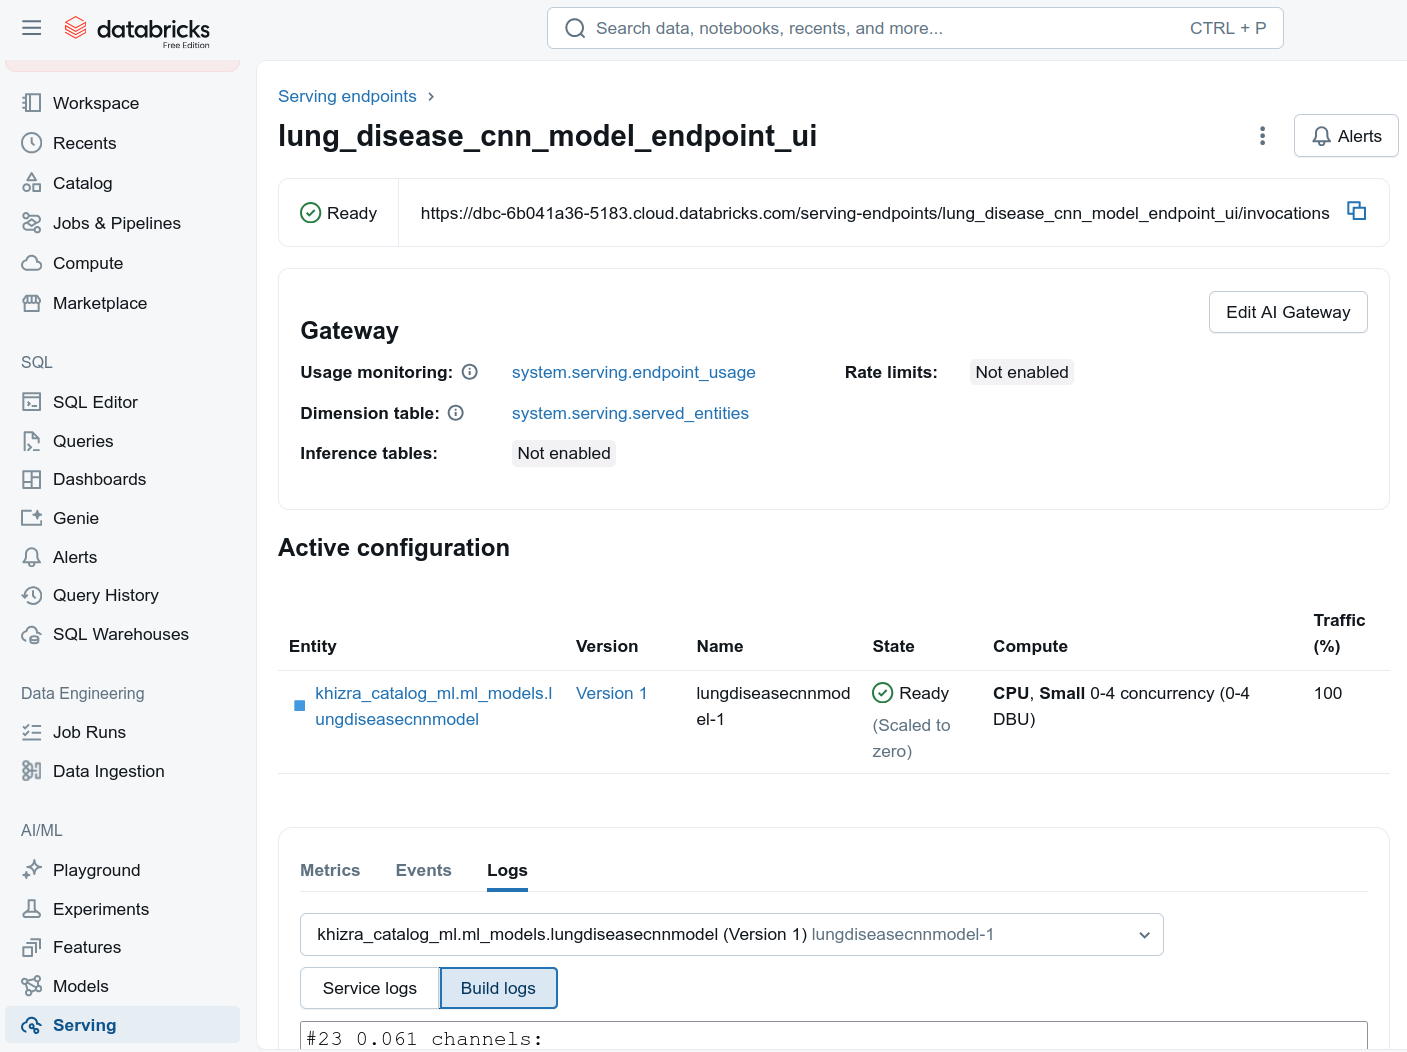 databricks
Free Edition
Search data, notebooks, recents, and more...
CTRL + P
Workspace
Recents
Catalog
Jobs & Pipelines
Compute
Marketplace
SQL
SQL Editor
Queries
Dashboards
Genie
Alerts
Query History
SQL Warehouses
Data Engineering
Job Runs
Data Ingestion
AI/ML
Playground
Experiments
Features
Models
Serving
Serving endpoints
lung_disease_cnn_model_endpoint_ui
Alerts
Ready
https://dbc-6b041a36-5183.cloud.databricks.com/serving-endpoints/lung_disease_cnn_model_endpoint_ui/invocations
Gateway
Edit AI Gateway
Usage monitoring: system.serving.endpoint_usage
Rate limits: Not enabled
Dimension table: system.serving.served_entities
Inference tables: Not enabled
Active configuration
Entity Version Name State Compute Traffic (%)
khizra_catalog_ml.ml_models.l
ungdiseasecnnmodel
Version 1
lungdiseasecnnmod
el-1
Ready
(Scaled to
zero)
CPU, Small 0-4 concurrency (0-4
DBU)
100
Metrics Events Logs
khizra_catalog_ml.ml_models.lungdiseasecnnmodel (Version 1) lungdiseasecnnmodel-1
Service logs Build logs
#23 0.061 channels: